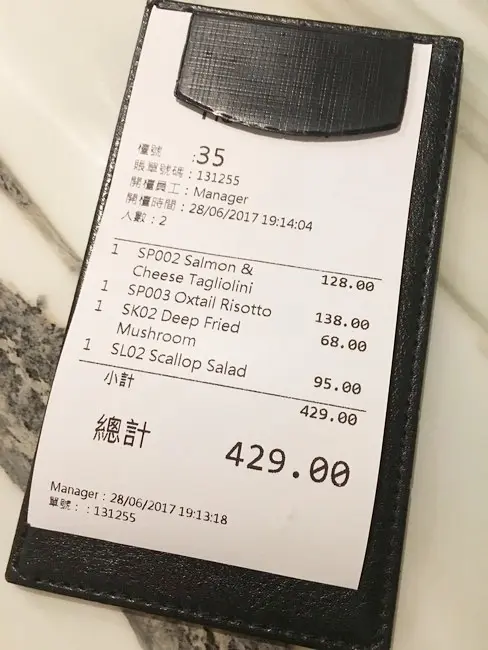 檯號 :35
賬單號碼:131255
開檯員工:Manager
開檯時間:28/06/2017 19:14:04
人數:2
1 SP002 Salmon & Cheese Tagliolini 128.00
1 SP003 Oxtail Risotto 138.00
1 SK02 Deep Fried Mushroom 68.00
1 SL02 Scallop Salad 95.00
小計 429.00
總計 429.00
Manager:28/06/2017 19:13:18
單號::131255